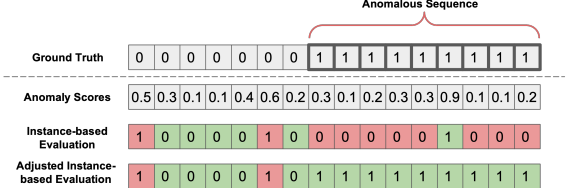 Anomalous Sequence
Ground Truth 0 0 0 0 0 0 0 1 1 1 1 1 1 1 1 1
Anomaly Scores 0.5 0.3 0.1 0.1 0.4 0.6 0.2 0.3 0.1 0.2 0.3 0.3 0.9 0.1 0.1 0.2
Instance-based
Evaluation 1 0 0 0 0 1 0 0 0 0 0 0 1 0 0 0
Adjusted Instance-
based Evaluation 1 0 0 0 0 1 0 1 1 1 1 1 1 1 1 1